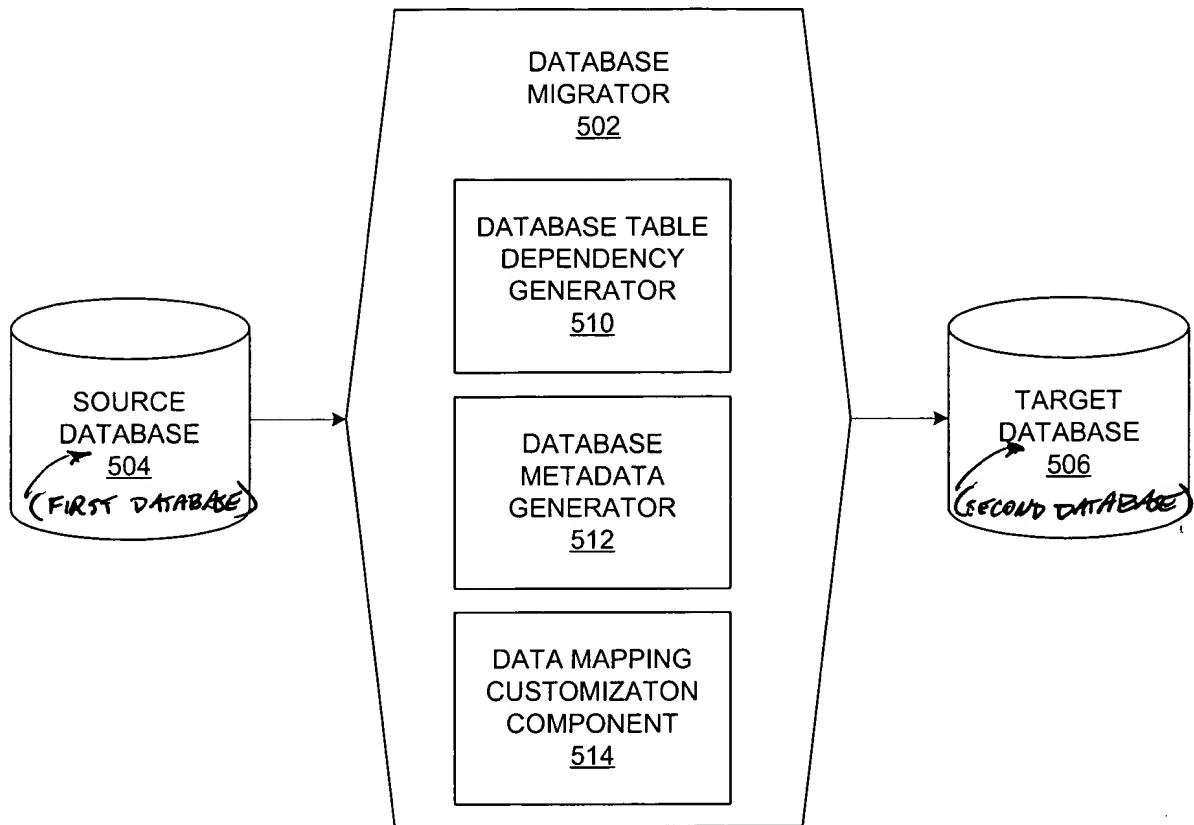 DATABASE
MIGRATOR
502
DATABASE TABLE
DEPENDENCY
GENERATOR
510
SOURCE
DATABASE
504
(FIRST DATABASE)
DATABASE
METADATA
GENERATOR
512
TARGET
DATABASE
506
(SECOND DATABASE)
DATA MAPPING
CUSTOMIZATON
COMPONENT
514